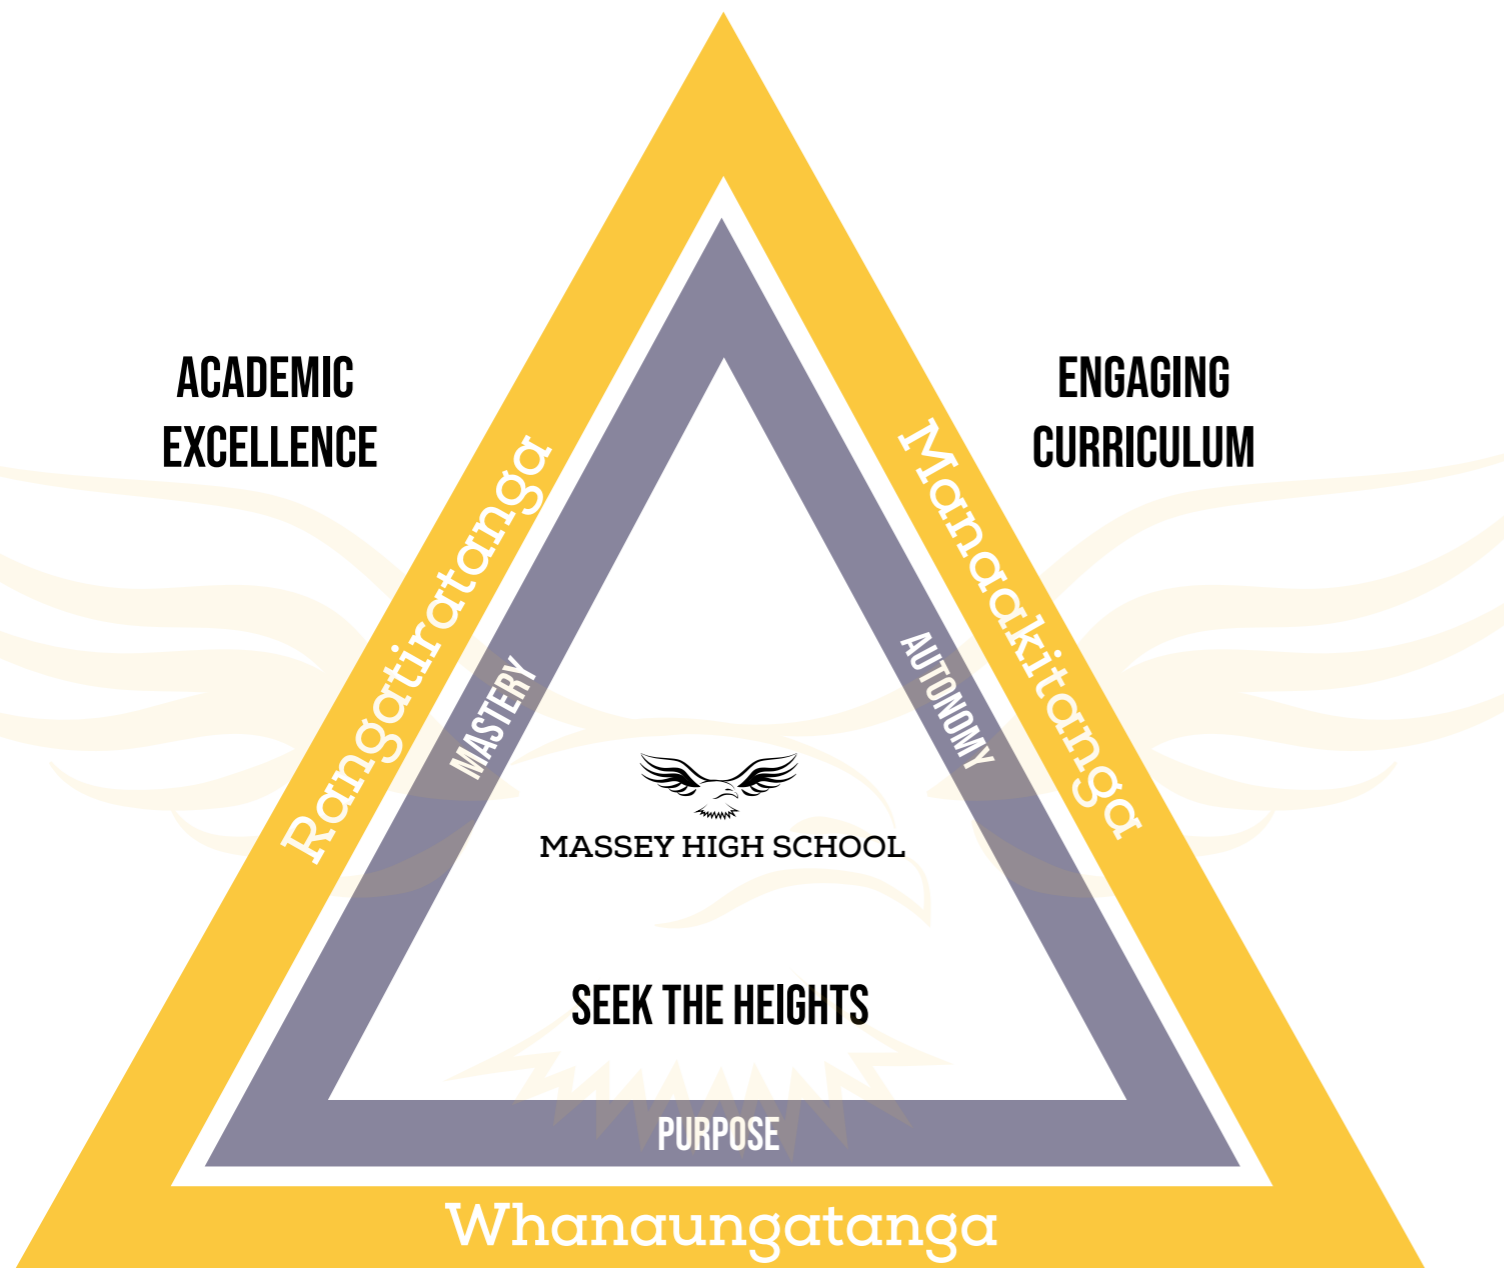 ACADEMIC
EXCELLENCE
ENGAGING
CURRICULUM
Rangatiratanga
Manaakitanga
MASTERY
AUTONOMY
MASSEY HIGH SCHOOL
SEEK THE HEIGHTS
PURPOSE
Whanaungatanga